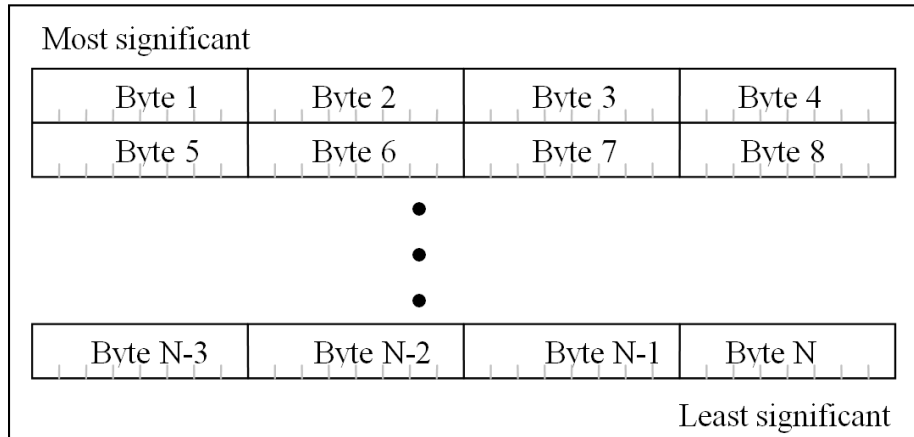 Most significant
Byte 1 Byte 2 Byte 3 Byte 4
Byte 5 Byte 6 Byte 7 Byte 8
Byte N-3 Byte N-2 Byte N-1 Byte N
Least significant